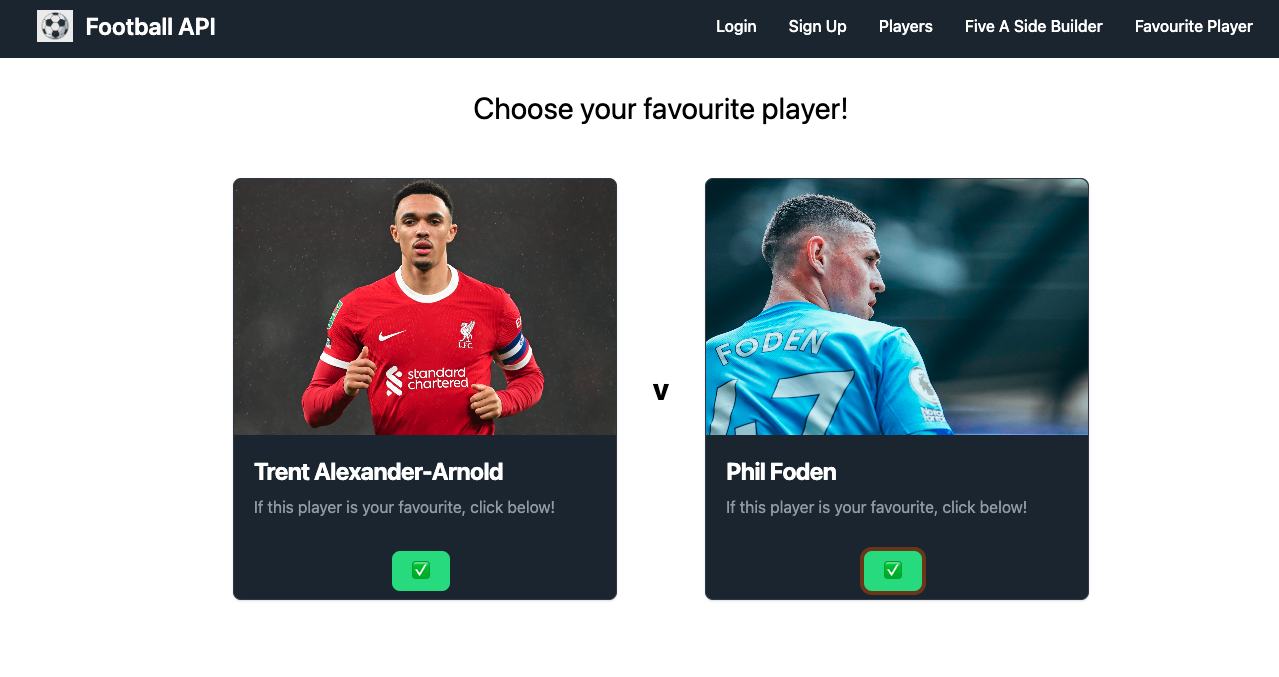 Football API
Login
Sign Up
Players
Five A Side Builder
Favourite Player
Choose your favourite player!
L.F.C.
standard
chartered
FODEN
47
v
Trent Alexander-Arnold
If this player is your favourite, click below!
Phil Foden
If this player is your favourite, click below!